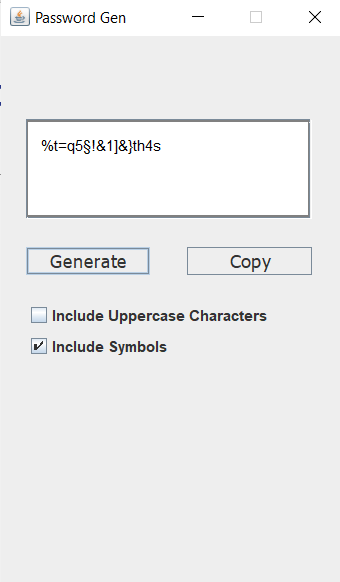 Password Gen
%t=q5§!&1]&}th4s
Generate
Copy
Include Uppercase Characters
Include Symbols